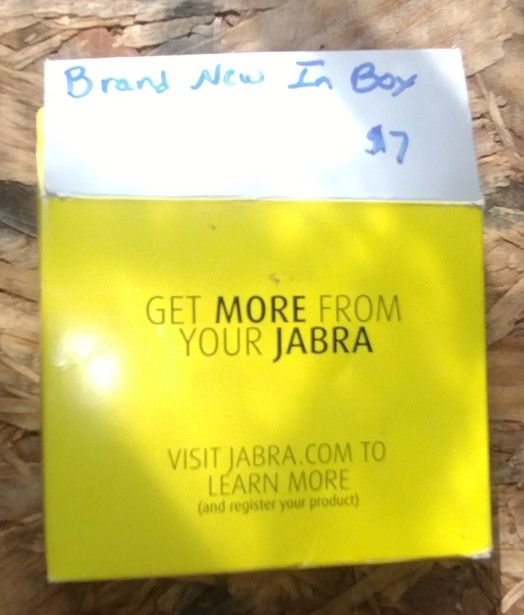 Brand New In Box
$7
GET MORE FROM
YOUR JABRA
VISIT JABRA.COM TO
LEARN MORE
(and register your product)